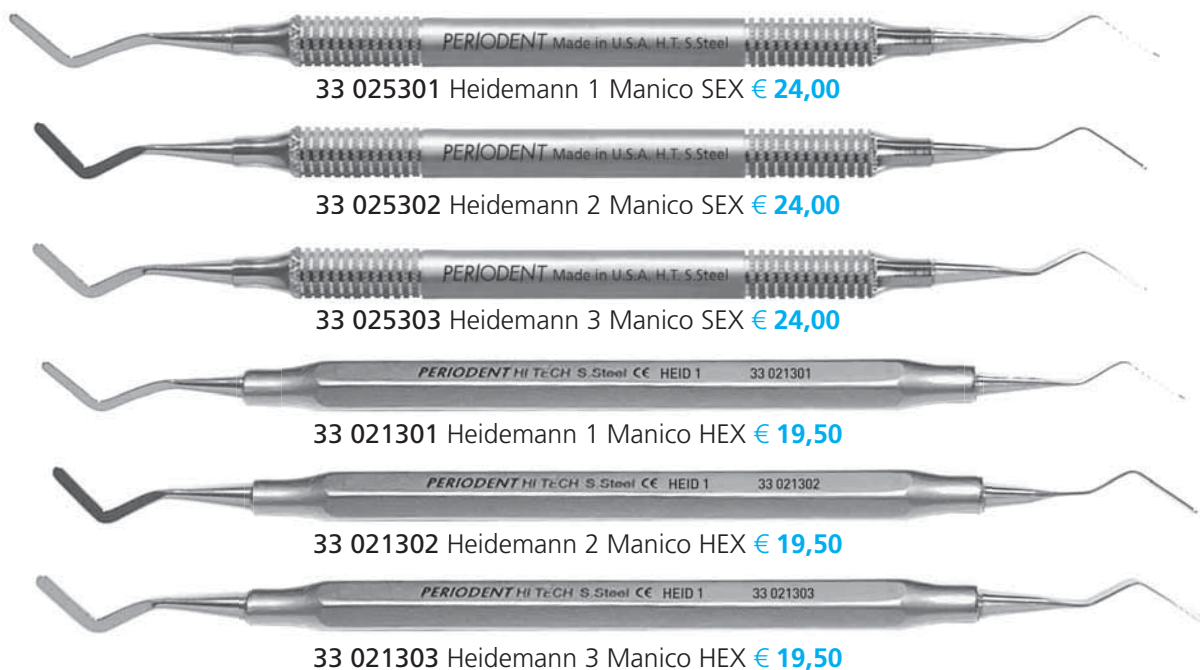 PERIODENT Made in U.S.A. H.T. S.Steel
33 025301 Heidemann 1 Manico SEX € 24,00
PERIODENT Made in U.S.A. H.T. S.Steel
33 025302 Heidemann 2 Manico SEX € 24,00
PERIODENT Made in U.S.A. H.T. S.Steel
33 025303 Heidemann 3 Manico SEX € 24,00
PERIODENT HI TECH S.Steel CE HEID 1 33 021301
33 021301 Heidemann 1 Manico HEX € 19,50
PERIODENT HI TECH S.Steel CE HEID 1 33 021302
33 021302 Heidemann 2 Manico HEX € 19,50
PERIODENT HI TECH S.Steel CE HEID 1 33 021303
33 021303 Heidemann 3 Manico HEX € 19,50